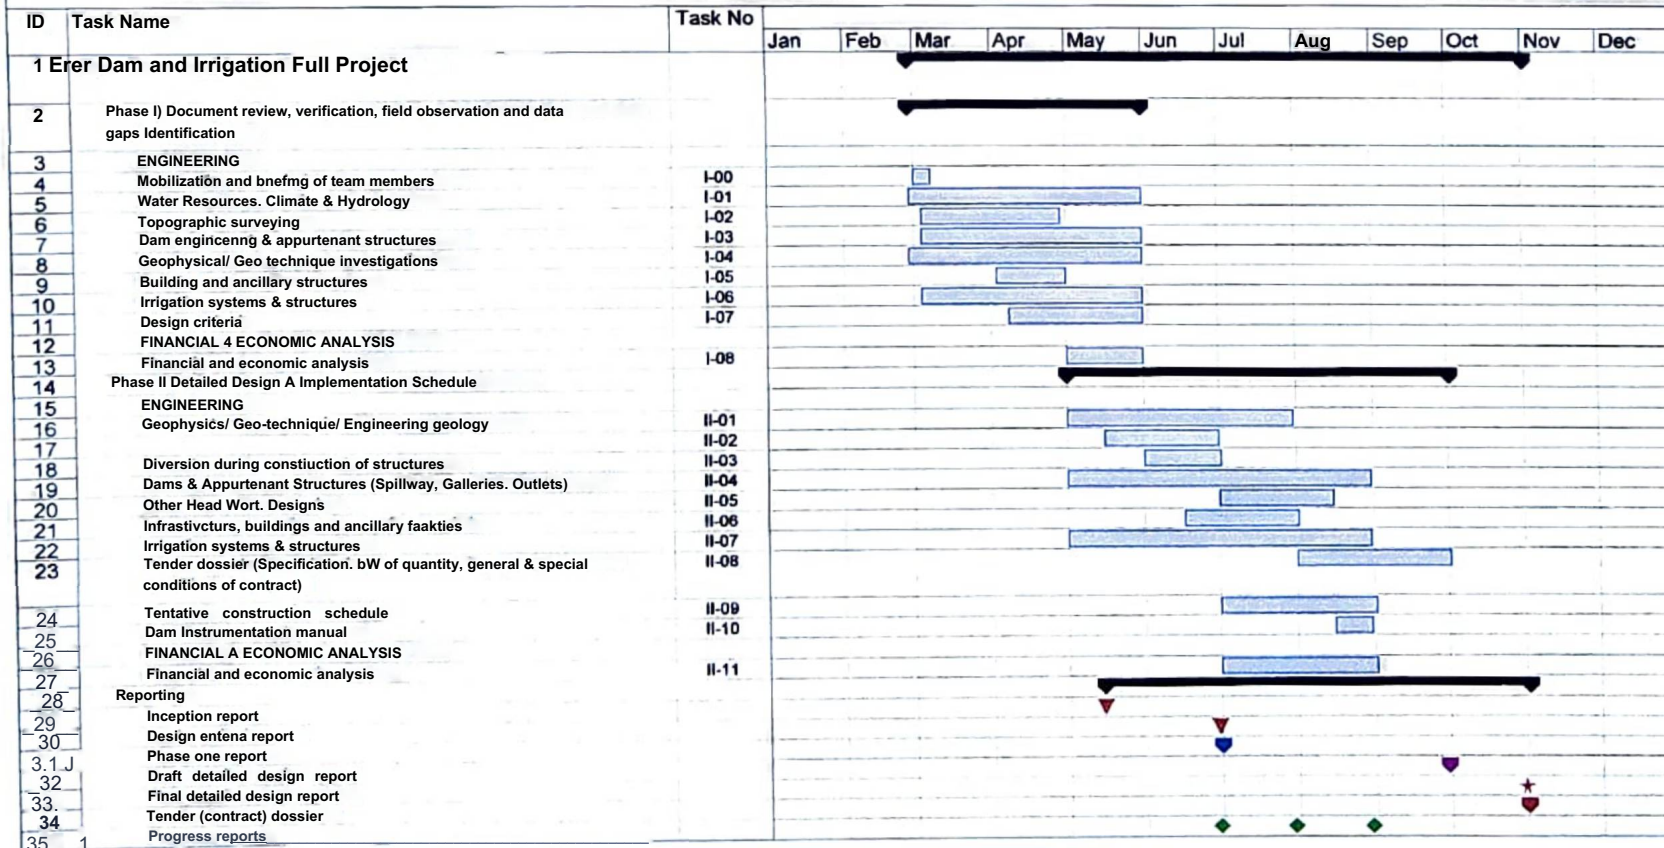 ID Task Name Task No
Jan Feb Mar Apr May Jun Jul Aug Sep Oct Nov Dec
1 Erer Dam and Irrigation Full Project
2 Phase I) Document review, verification, field observation and data
gaps Identification
3 ENGINEERING
4 Mobilization and bnefmg of team members I-00
5 Water Resources. Climate & Hydrology I-01
6 Topographic surveying I-02
7 Dam engincenng & appurtenant structures I-03
8 Geophysical/ Geo technique investigations I-04
9 Building and ancillary structures I-05
10 Irrigation systems & structures I-06
11 Design criteria I-07
12 FINANCIAL 4 ECONOMIC ANALYSIS
13 Financial and economic analysis I-08
14 Phase II Detailed Design A Implementation Schedule
15 ENGINEERING
16 Geophysics/ Geo-technique/ Engineering geology II-01
17 II-02
18 Diversion during constiuction of structures II-03
19 Dams & Appurtenant Structures (Spillway, Galleries. Outlets) II-04
20 Other Head Wort. Designs II-05
21 Infrastivcturs, buildings and ancillary faakties II-06
22 Irrigation systems & structures II-07
23 Tender dossier (Specification. bW of quantity, general & special II-08
conditions of contract)
24 Tentative construction schedule II-09
25 Dam Instrumentation manual II-10
26 FINANCIAL A ECONOMIC ANALYSIS
27 Financial and economic analysis II-11
28 Reporting
29 Inception report
30 Design entena report
3.1 J Phase one report
32 Draft detailed design report
33. Final detailed design report
34 Tender (contract) dossier
35 1 Progress reports